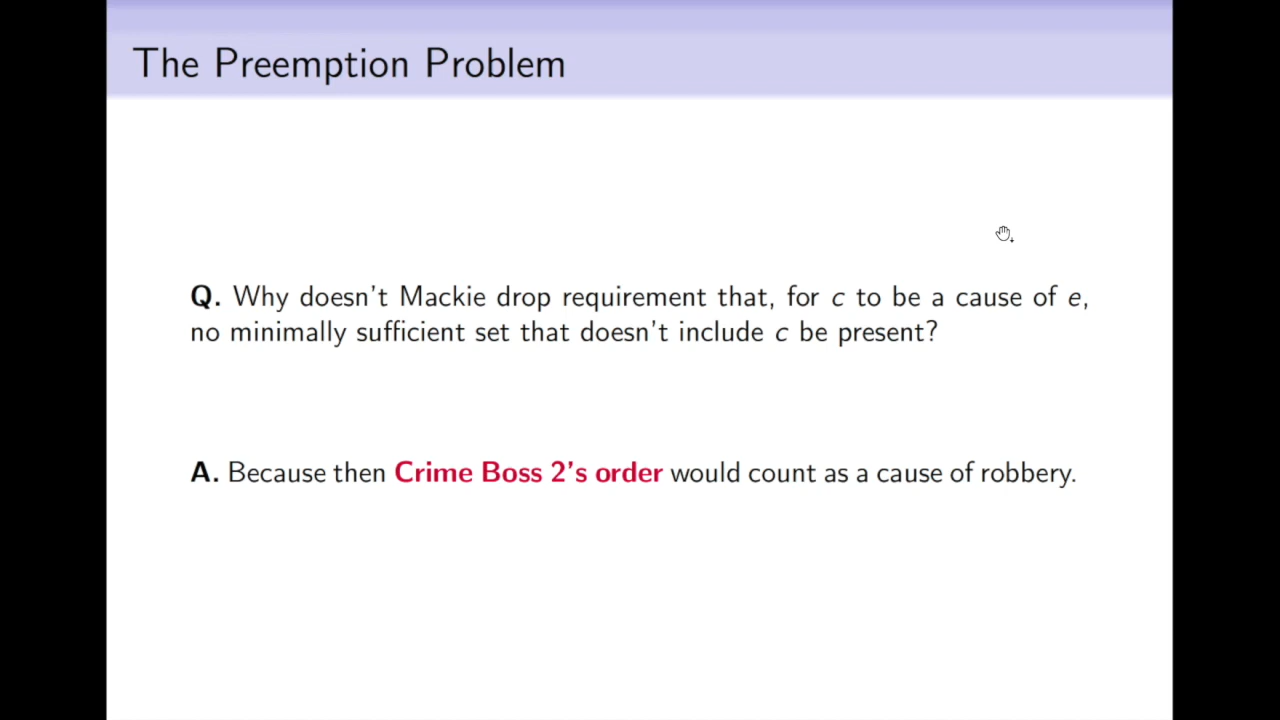 The Preemption Problem
Q. Why doesn't Mackie drop requirement that, for c to be a cause of e,
no minimally sufficient set that doesn't include c be present?
A. Because then Crime Boss 2's order would count as a cause of robbery.